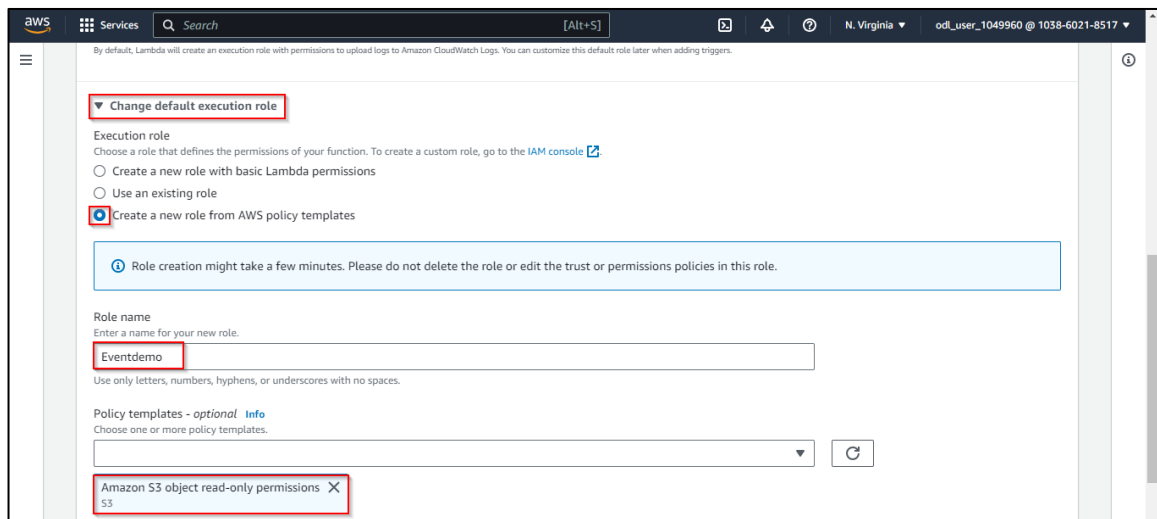 aws
Services
Search
[Alt+S]
N. Virginia ▼
odl_user_1049960 @ 1038-6021-8517 ▼
By default, Lambda will create an execution role with permissions to upload logs to Amazon CloudWatch Logs. You can customize this default role later when adding triggers.
▼ Change default execution role
Execution role
Choose a role that defines the permissions of your function. To create a custom role, go to the IAM console.
Create a new role with basic Lambda permissions
Use an existing role
Create a new role from AWS policy templates
Role creation might take a few minutes. Please do not delete the role or edit the trust or permissions policies in this role.
Role name
Enter a name for your new role.
Eventdemo
Use only letters, numbers, hyphens, or underscores with no spaces.
Policy templates - optional Info
Choose one or more policy templates.
Amazon S3 object read-only permissions
S3